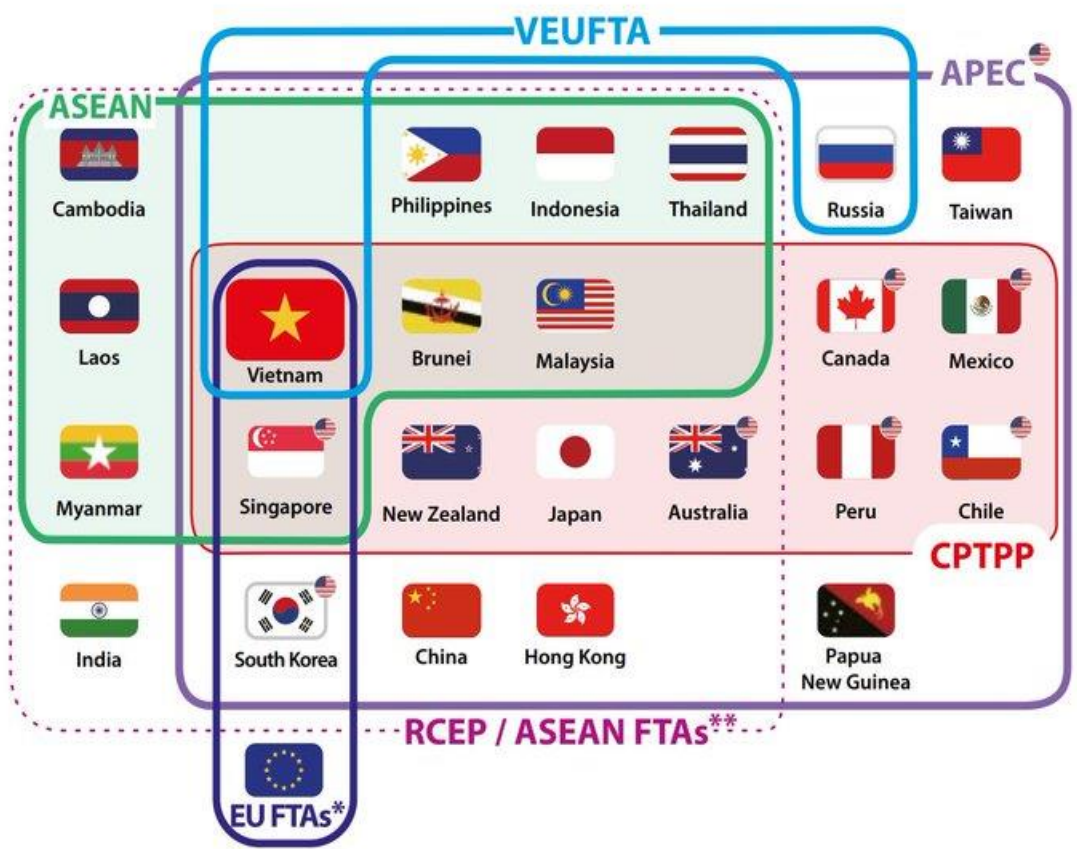 VEUFTA
APEC
ASEAN
Cambodia
Philippines
Indonesia
Thailand
Russia
Taiwan
Laos
Vietnam
Brunei
Malaysia
Canada
Mexico
Myanmar
Singapore
New Zealand
Japan
Australia
Peru
Chile
CPTPP
India
South Korea
China
Hong Kong
Papua
New Guinea
RCEP / ASEAN FTAs**
EU FTAs*